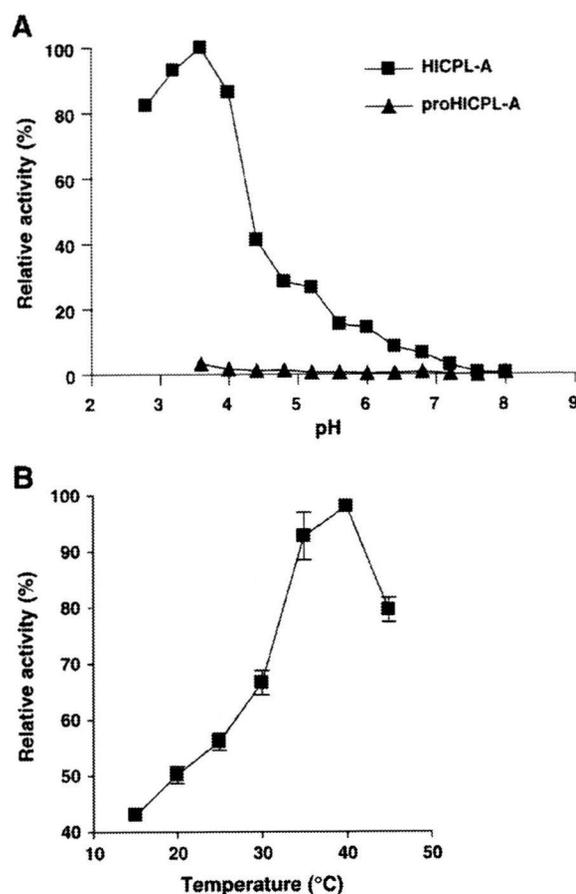 A
Relative activity (%)
100
80
60
40
20
0
2 3 4 5 6 7 8 9
pH
HICPL-A
proHICPL-A
B
Relative activity (%)
100
90
80
70
60
50
40
10 20 30 40 50
Temperature (°C)